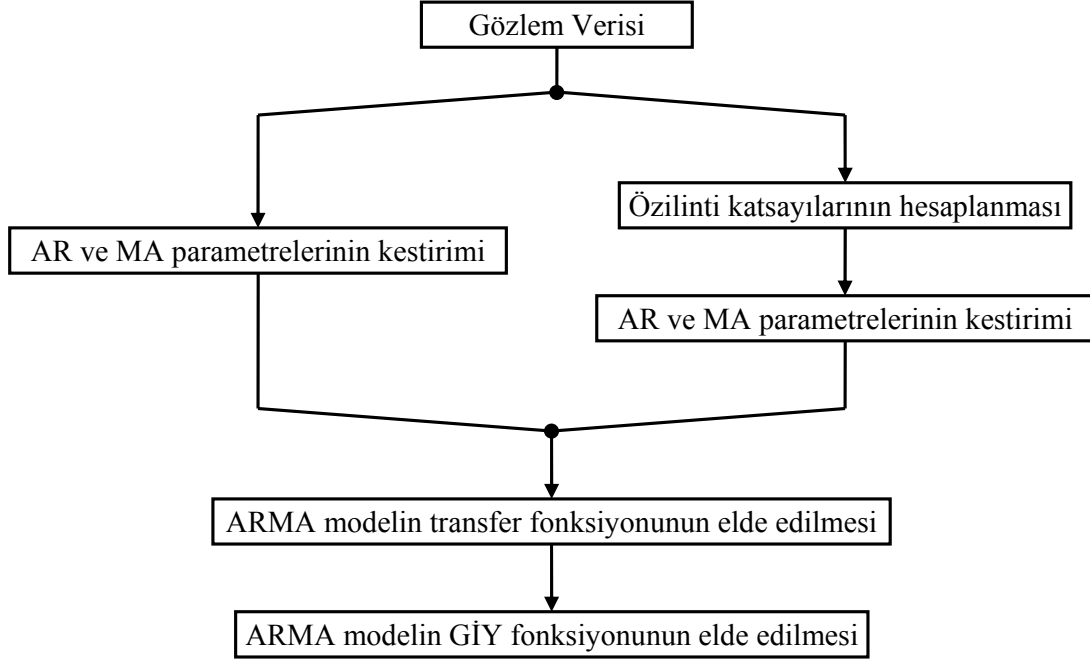 Gözlem Verisi
Özilinti katsayılarının hesaplanması
AR ve MA parametrelerinin kestirimi
AR ve MA parametrelerinin kestirimi
ARMA modelin transfer fonksiyonunun elde edilmesi
ARMA modelin GİY fonksiyonunun elde edilmesi